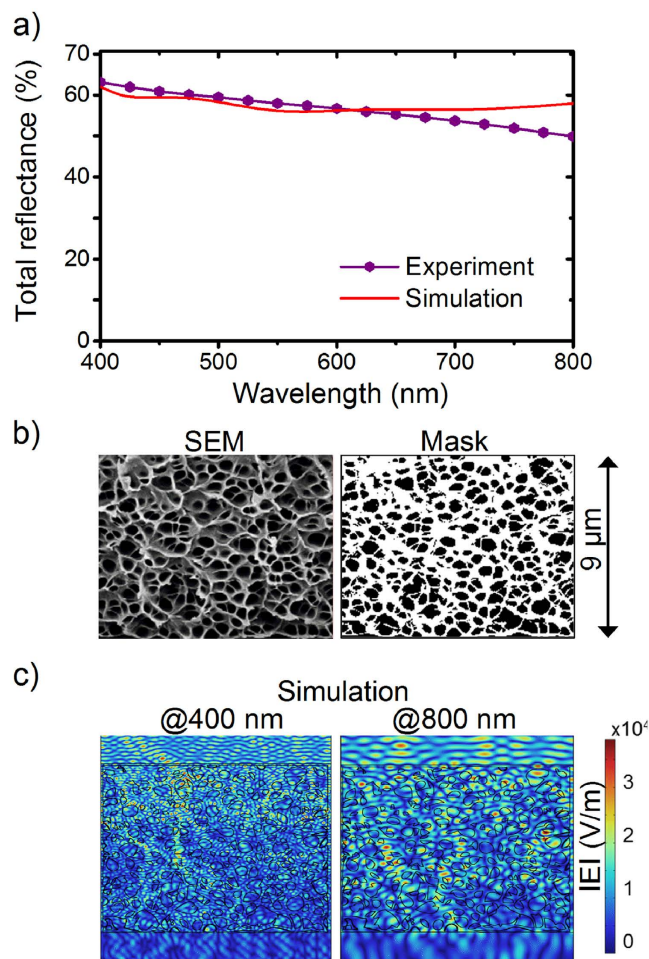 a)
Total reflectance (%)
70
60
40
20
0
400
500
600
700
800
Wavelength (nm)
Experiment
Simulation
b)
SEM
Mask
9 µm
c)
Simulation
@400 nm
@800 nm
x10⁴
3
2
1
0
IEI (V/m)